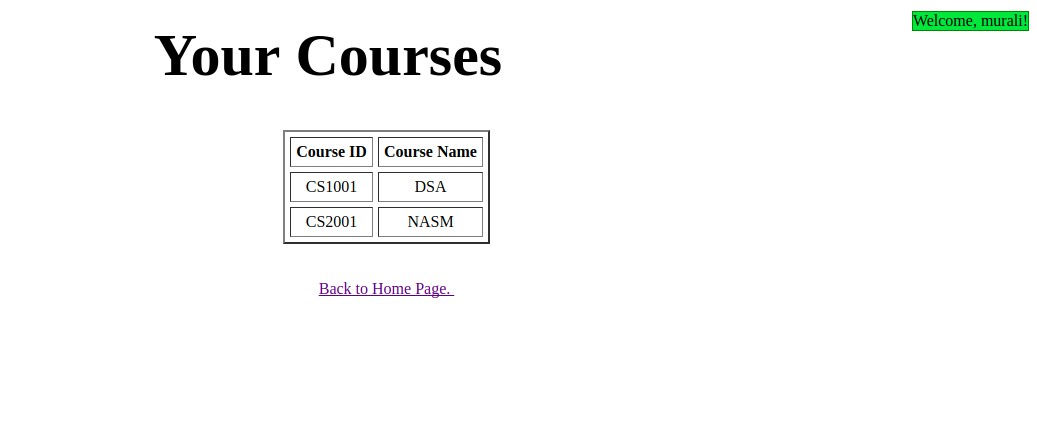 Welcome, murali!
Your Courses
Course ID Course Name
CS1001 DSA
CS2001 NASM
Back to Home Page.